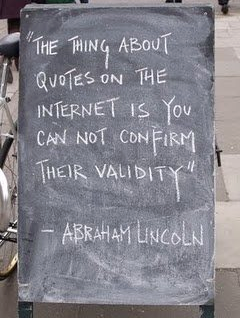 "THE THING ABOUT
QUOTES ON THE
INTERNET IS YOU
CAN NOT CONFIRM
THEIR VALIDITY"
- ABRAHAM LINCOLN